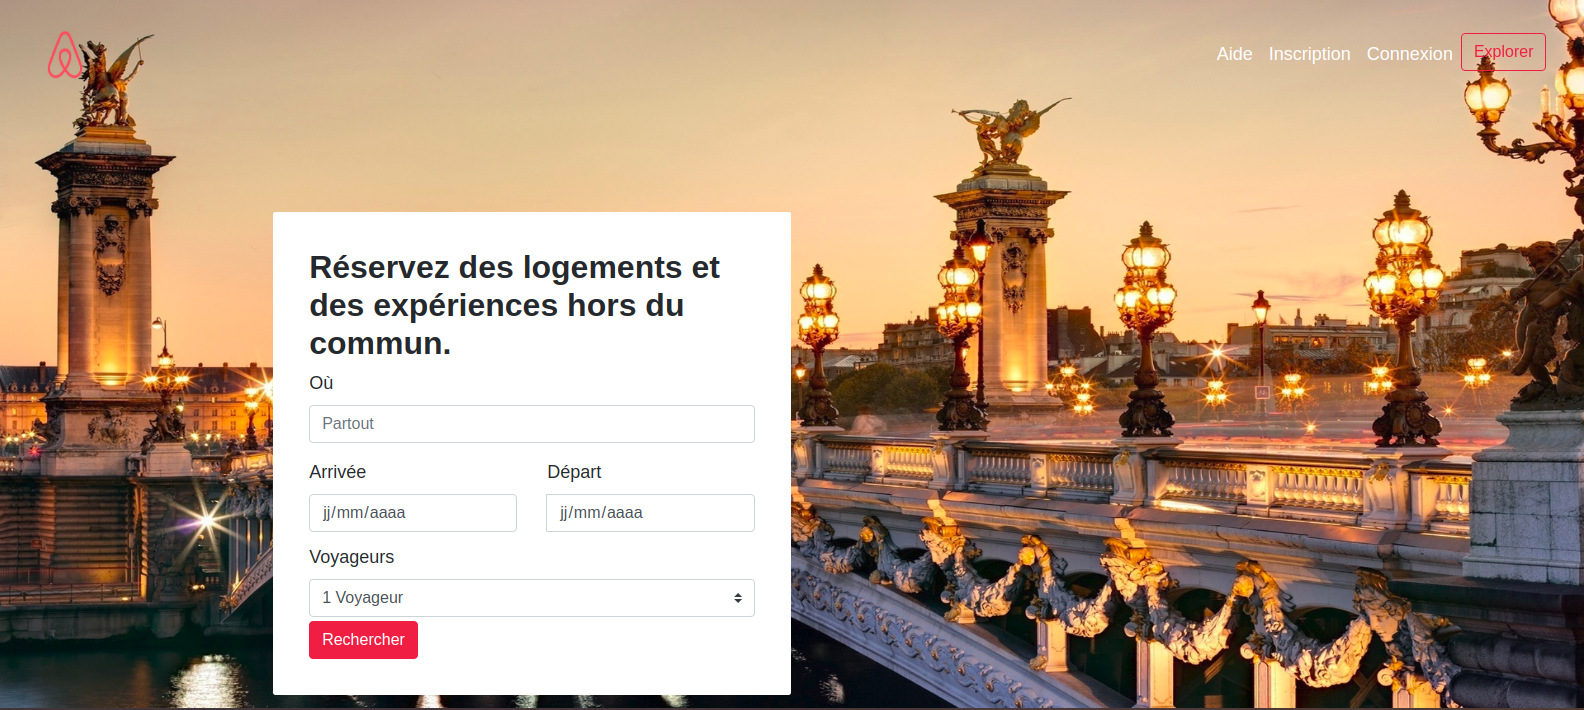 Aide Inscription Connexion Explorer
Réservez des logements et
des expériences hors du
commun.
Où
Partout
Arrivée Départ
jj/mm/aaaa jj/mm/aaaa
Voyageurs
1 Voyageur
Rechercher